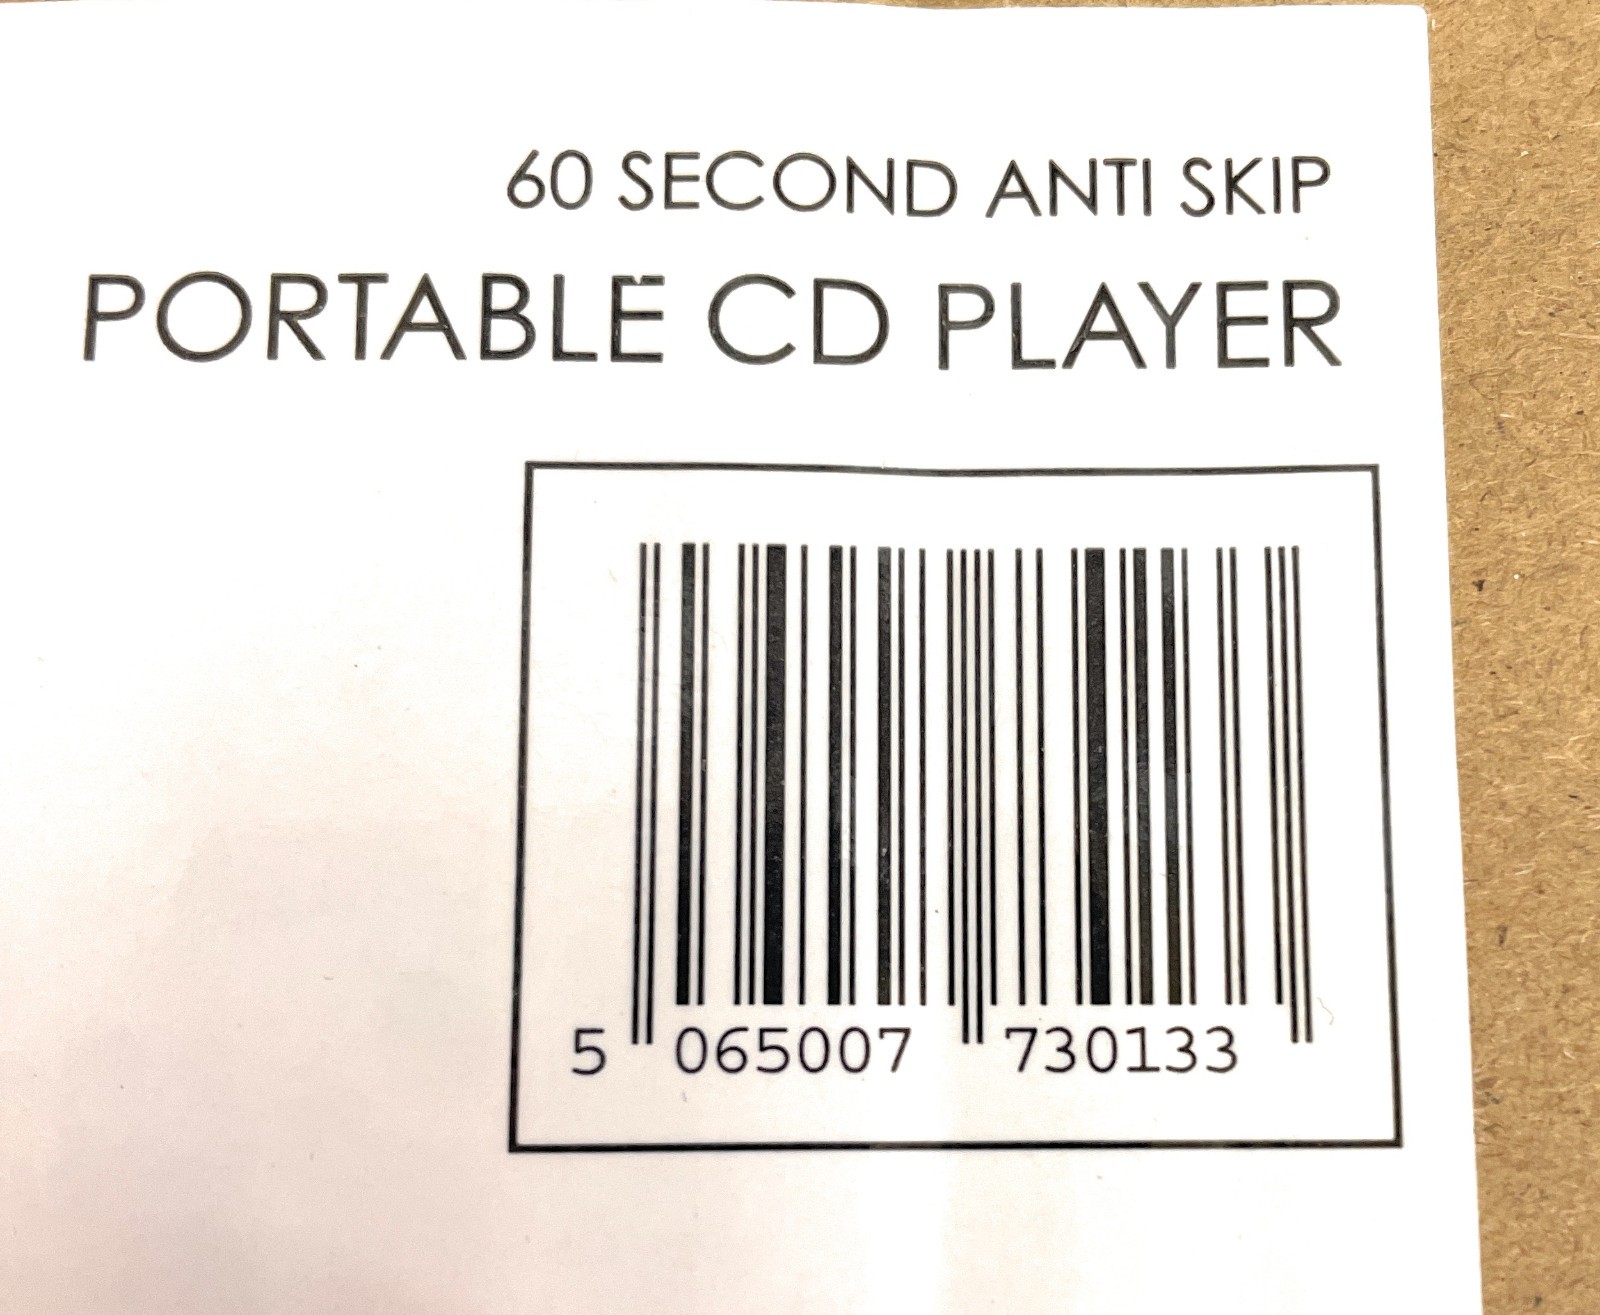 60 SECOND ANTI SKIP
PORTABLE CD PLAYER
5 065007 730133